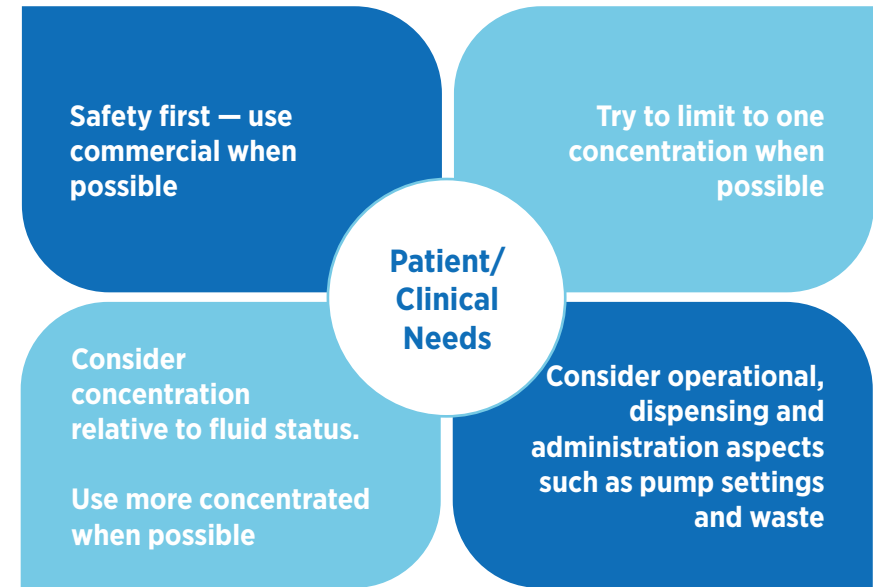 Safety first — use
commercial when
possible
Try to limit to one
concentration when
possible
Patient/
Clinical
Needs
Consider
concentration
relative to fluid status.
Use more concentrated
when possible
Consider operational,
dispensing and
administration aspects
such as pump settings
and waste